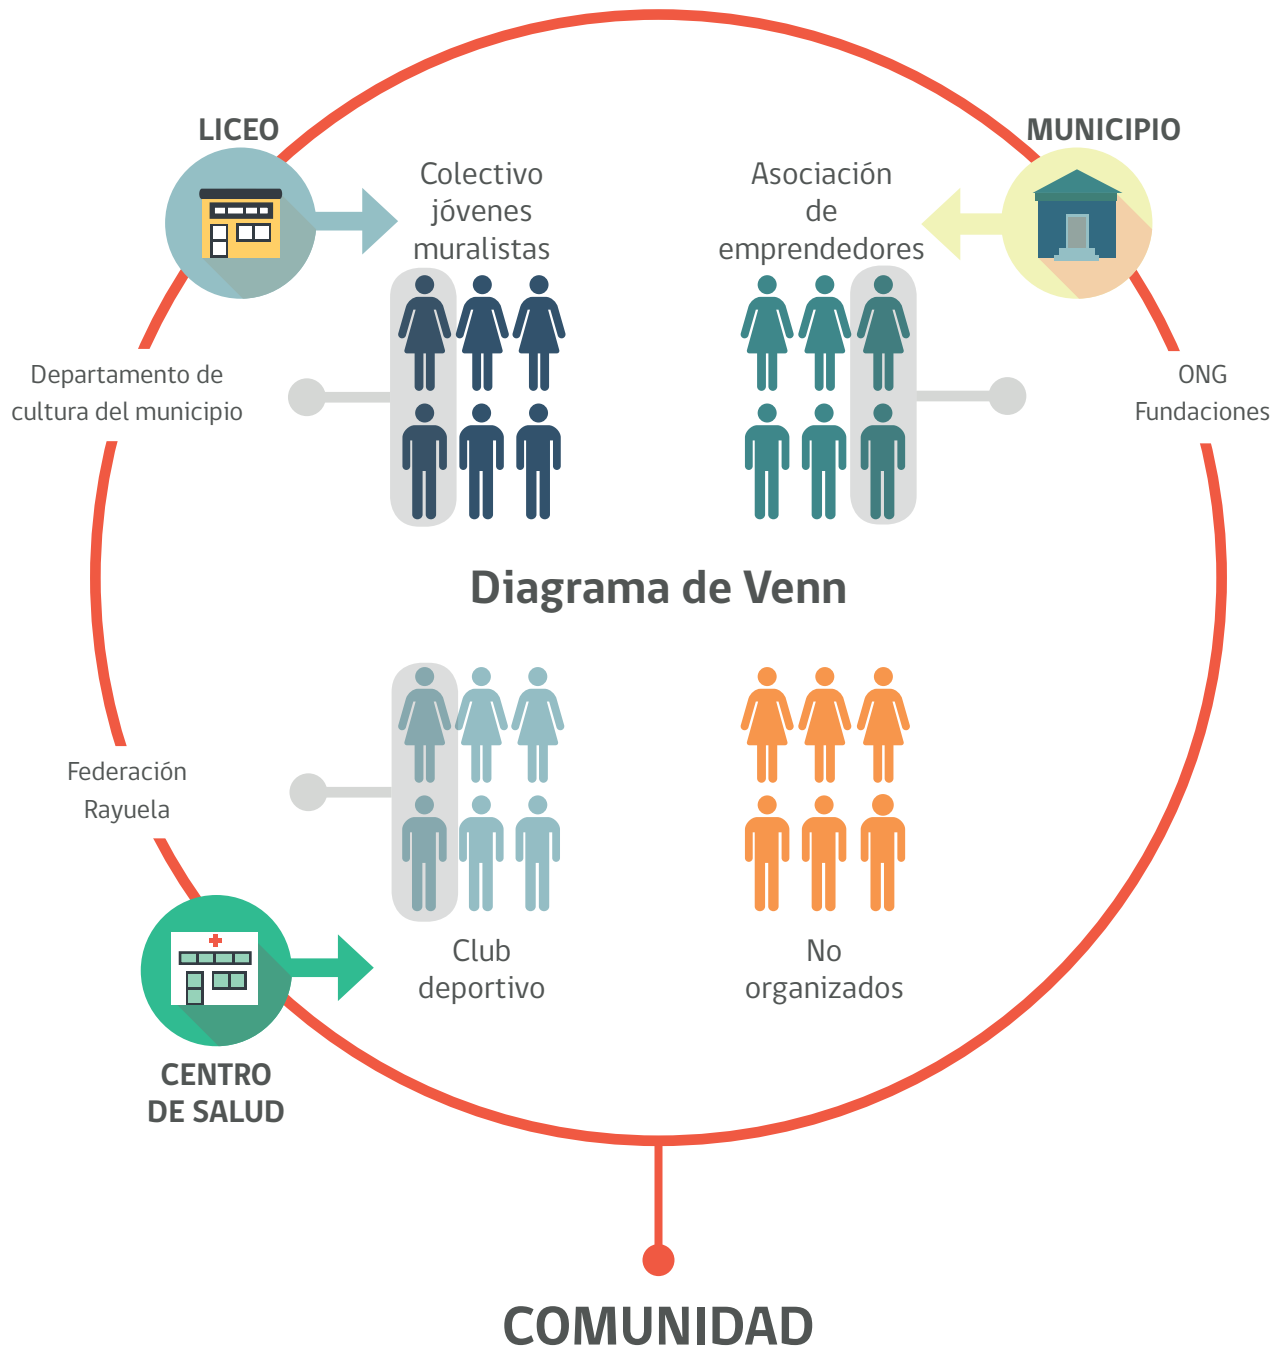 LICEO
MUNICIPIO
Colectivo
jóvenes
muralistas
Asociación
de
emprendedores
Departamento de
cultura del municipio
ONG
Fundaciones
Diagrama de Venn
Federación
Rayuela
Club
deportivo
No
organizados
CENTRO
DE SALUD
COMUNIDAD